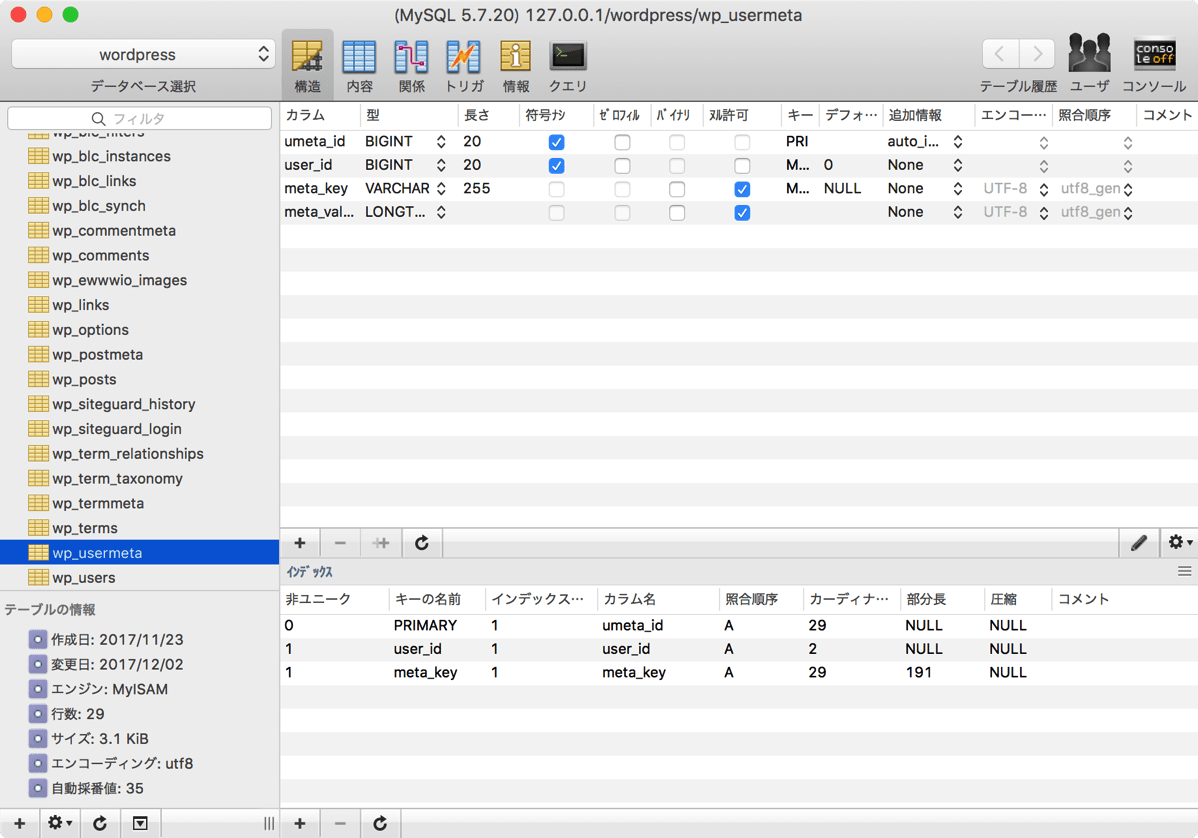 (MySQL 5.7.20) 127.0.0.1/wordpress/wp_usermeta
wordpress
データベース選択
構造 内容 関係 トリガ 情報 クエリ
テーブル履歴 ユーザ コンソール
conso
le off
フィルタ
wp_blc_filters
wp_blc_instances
wp_blc_links
wp_blc_synch
wp_commentmeta
wp_comments
wp_ewwwio_images
wp_links
wp_options
wp_postmeta
wp_posts
wp_siteguard_history
wp_siteguard_login
wp_term_relationships
wp_term_taxonomy
wp_termmeta
wp_terms
wp_usermeta
wp_users
テーブルの情報
作成日: 2017/11/23
変更日: 2017/12/02
エンジン: MyISAM
行数: 29
サイズ: 3.1 KiB
エンコーディング: utf8
自動採番値: 35
カラム 型 長さ 符号ﾅｼ ｾﾞﾛﾌｨﾙ ﾊﾞｲﾅﾘ ﾇﾙ許可 キー デフォ… 追加情報 エンコー… 照合順序 コメント
umeta_id BIGINT 20 PRI auto_i...
user_id BIGINT 20 M... 0 None
meta_key VARCHAR 255 M... NULL None UTF-8 utf8_gen
meta_val... LONGT... None UTF-8 utf8_gen
ｲﾝﾃﾞｯｸｽ
非ユニーク キーの名前 インデックス… カラム名 照合順序 カーディナ… 部分長 圧縮 コメント
0 PRIMARY 1 umeta_id A 29 NULL NULL
1 user_id 1 user_id A 2 NULL NULL
1 meta_key 1 meta_key A 29 191 NULL